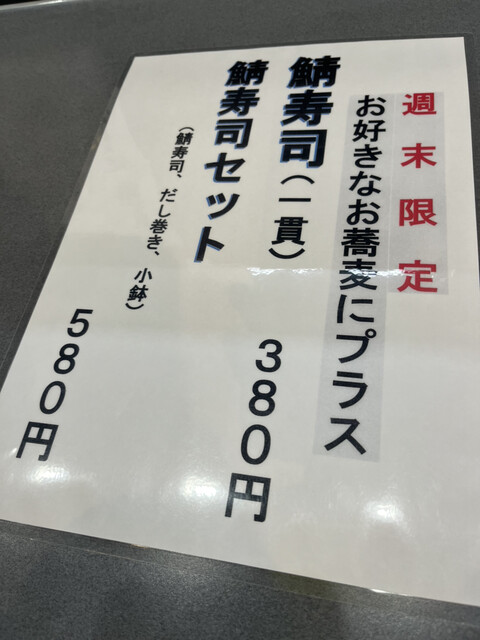 週末限定
お好きなお蕎麦にプラス
鯖寿司(一貫)
380円
鯖寿司セット
(鯖寿司、だし巻き、小鉢)
580円